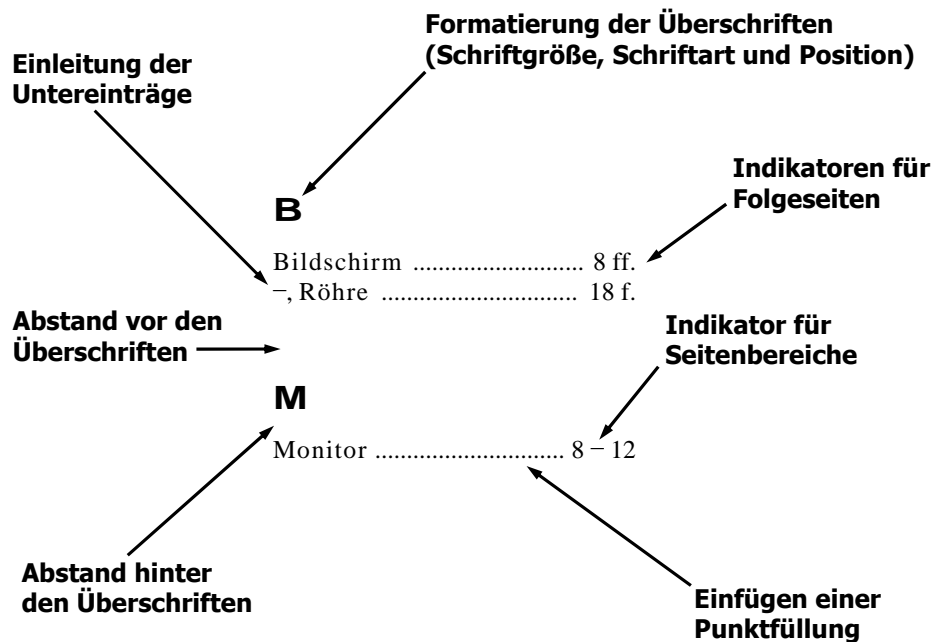 Formatierung der Überschriften
(Schriftgröße, Schriftart und Position)
Einleitung der
Untereinträge
Indikatoren für
Folgeseiten
B
Bildschirm ............................ 8 ff.
–, Röhre ................................ 18 f.
Abstand vor den
Überschriften
Indikator für
Seitenbereiche
M
Monitor ............................... 8 – 12
Abstand hinter
den Überschriften
Einfügen einer
Punktfüllung